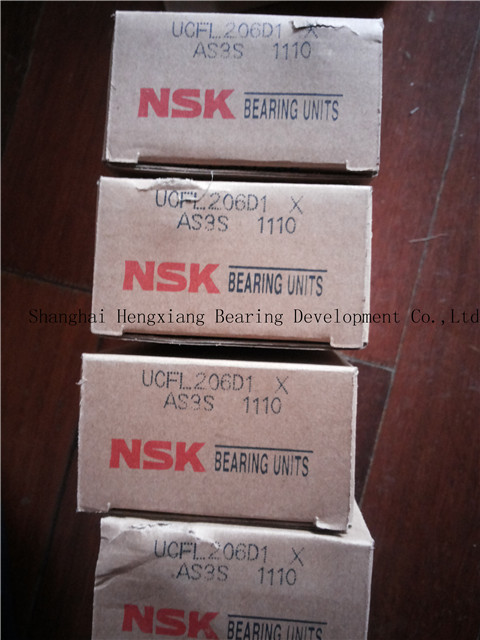 UCFL206D1 X
AS3S 1110
NSK BEARING UNITS
UCFL206D1 X
AS3S 1110
NSK BEARING UNITS
Shanghai Hengxiang Bearing Development Co.,Ltd
UCFL206D1 X
AS3S 1110
NSK BEARING UNITS
UCFL206D1 X
AS3S 1110
NSK BEARING UNITS